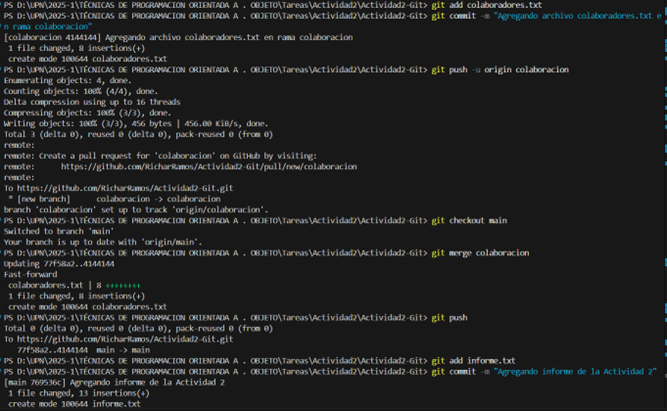 PS D:\UPN\2025-1\TÉCNICAS DE PROGRAMACION ORIENTADA A . OBJETO\Tareas\Actividad2\Actividad2-Git> git add colaboradores.txt
PS D:\UPN\2025-1\TÉCNICAS DE PROGRAMACION ORIENTADA A . OBJETO\Tareas\Actividad2\Actividad2-Git> git commit -m "Agregando archivo colaboradores.txt e
n rama colaboracion"
[colaboracion 4144144] Agregando archivo colaboradores.txt en rama colaboracion
 1 file changed, 8 insertions(+)
 create mode 100644 colaboradores.txt
PS D:\UPN\2025-1\TÉCNICAS DE PROGRAMACION ORIENTADA A . OBJETO\Tareas\Actividad2\Actividad2-Git> git push -u origin colaboracion
Enumerating objects: 4, done.
Counting objects: 100% (4/4), done.
Delta compression using up to 16 threads
Compressing objects: 100% (3/3), done.
Writing objects: 100% (3/3), 456 bytes | 456.00 KiB/s, done.
Total 3 (delta 0), reused 0 (delta 0), pack-reused 0 (from 0)
remote:
remote: Create a pull request for 'colaboracion' on GitHub by visiting:
remote:      https://github.com/RicharRamos/Actividad2-Git/pull/new/colaboracion
remote:
To https://github.com/RicharRamos/Actividad2-Git.git
 * [new branch]      colaboracion -> colaboracion
branch 'colaboracion' set up to track 'origin/colaboracion'.
PS D:\UPN\2025-1\TÉCNICAS DE PROGRAMACION ORIENTADA A . OBJETO\Tareas\Actividad2\Actividad2-Git> git checkout main
Switched to branch 'main'
Your branch is up to date with 'origin/main'.
PS D:\UPN\2025-1\TÉCNICAS DE PROGRAMACION ORIENTADA A . OBJETO\Tareas\Actividad2\Actividad2-Git> git merge colaboracion
Updating 77f58a2..4144144
Fast-forward
 colaboradores.txt | 8 ++++++++
 1 file changed, 8 insertions(+)
 create mode 100644 colaboradores.txt
PS D:\UPN\2025-1\TÉCNICAS DE PROGRAMACION ORIENTADA A . OBJETO\Tareas\Actividad2\Actividad2-Git> git push
Total 0 (delta 0), reused 0 (delta 0), pack-reused 0 (from 0)
To https://github.com/RicharRamos/Actividad2-Git.git
   77f58a2..4144144  main -> main
PS D:\UPN\2025-1\TÉCNICAS DE PROGRAMACION ORIENTADA A . OBJETO\Tareas\Actividad2\Actividad2-Git> git add informe.txt
PS D:\UPN\2025-1\TÉCNICAS DE PROGRAMACION ORIENTADA A . OBJETO\Tareas\Actividad2\Actividad2-Git> git commit -m "Agregando informe de la Actividad 2"
[main 769536c] Agregando informe de la Actividad 2
 1 file changed, 13 insertions(+)
 create mode 100644 informe.txt